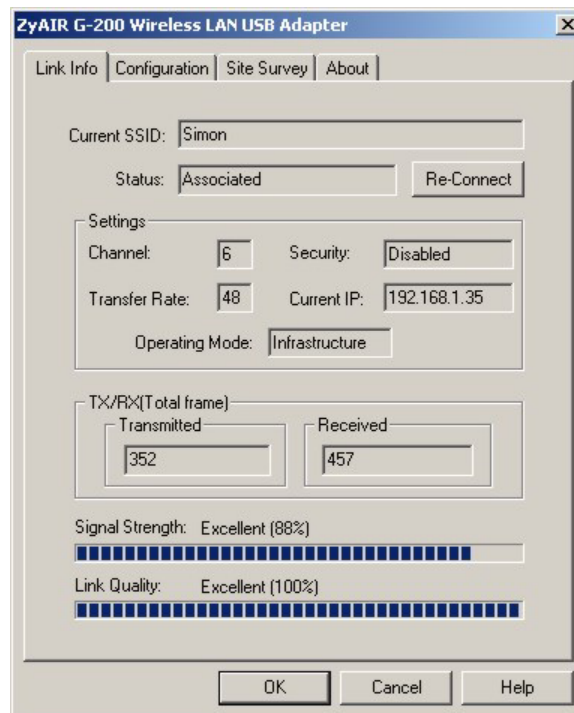 ZyAIR G-200 Wireless LAN USB Adapter
Link Info Configuration Site Survey About
Current SSID: Simon
Status: Associated Re-Connect
Settings
Channel: 6 Security: Disabled
Transfer Rate: 48 Current IP: 192.168.1.35
Operating Mode: Infrastructure
TX/RX(Total frame)
Transmitted Received
352 457
Signal Strength: Excellent (88%)
Link Quality: Excellent (100%)
OK Cancel Help